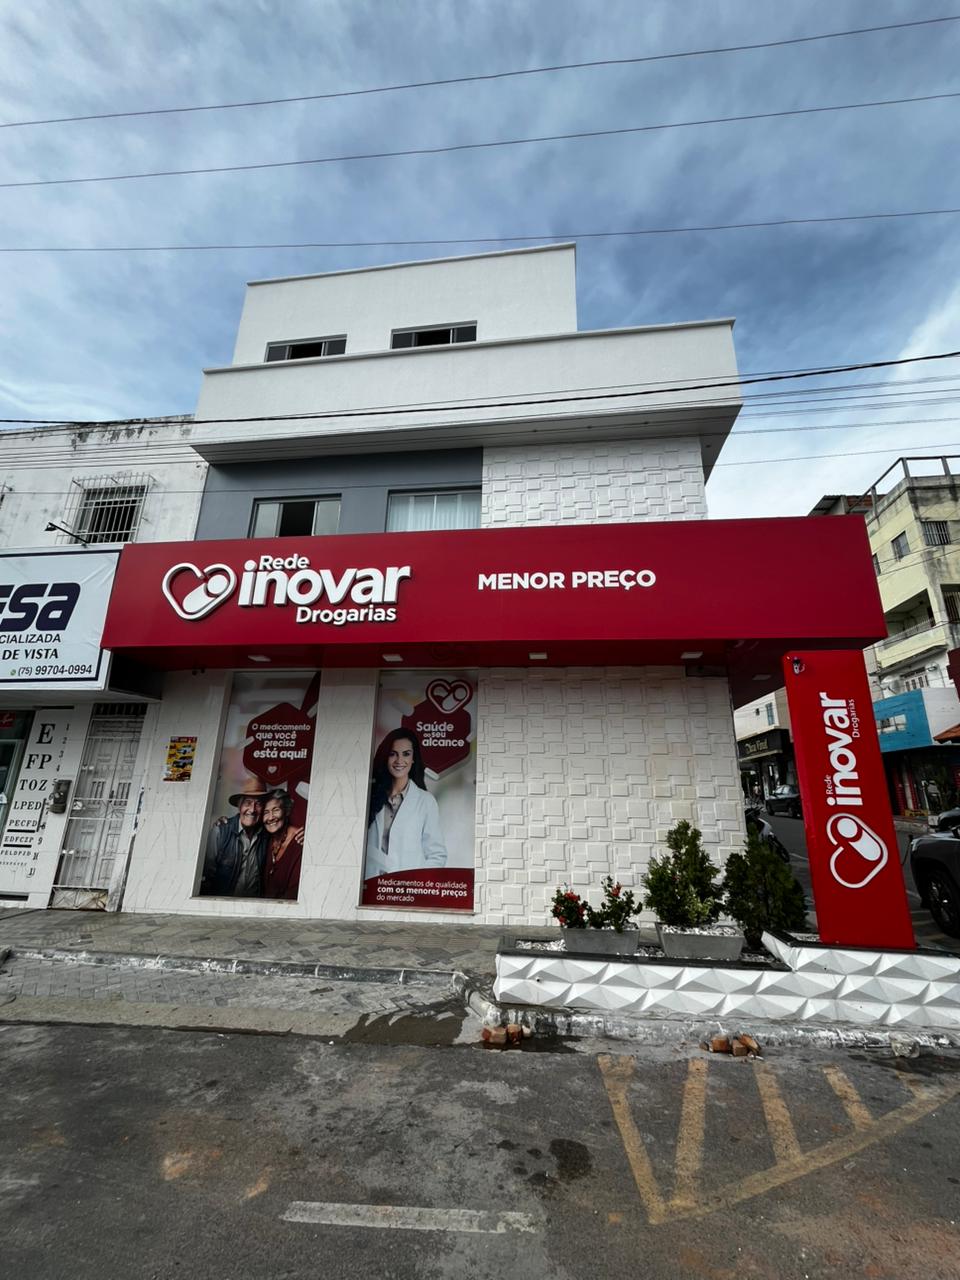 Rede
inovar
Drogarias
MENOR PREÇO
esa
CIALIZADA
DE VISTA
(75) 99704-0994
O medicamento
que você
precisa
está aqui!
Saúde
ao seu
alcance
Medicamentos de qualidade
com os menores preços
do mercado
Rede
inovar
Drogarias
E
FP
TOZ
LPED
PECFD
EDFCZP
FELOPZD